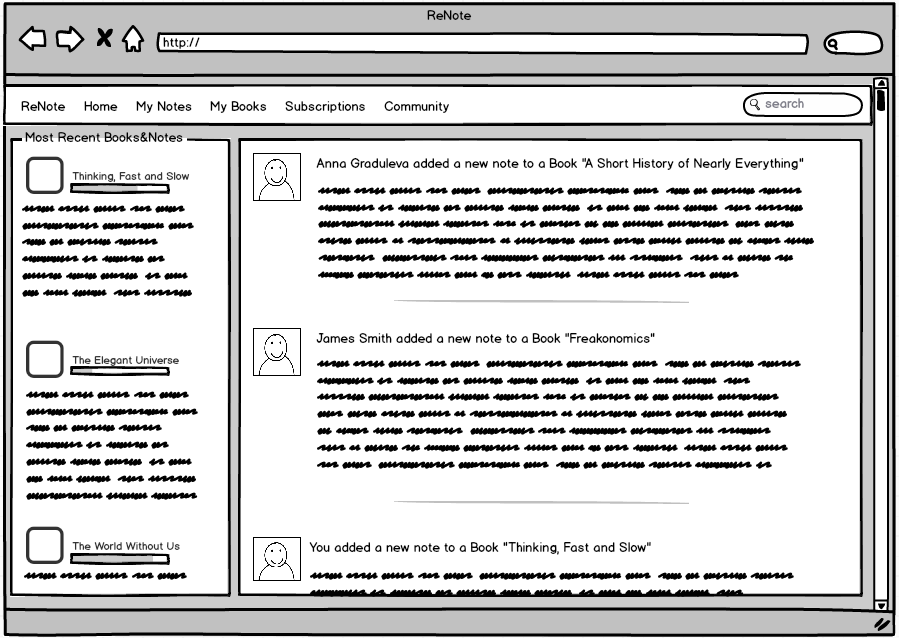 ReNote
http://
ReNote Home My Notes My Books Subscriptions Community search
Most Recent Books&Notes
Thinking, Fast and Slow
The Elegant Universe
The World Without Us
Anna Graduleva added a new note to a Book "A Short History of Nearly Everything"
James Smith added a new note to a Book "Freakonomics"
You added a new note to a Book "Thinking, Fast and Slow"